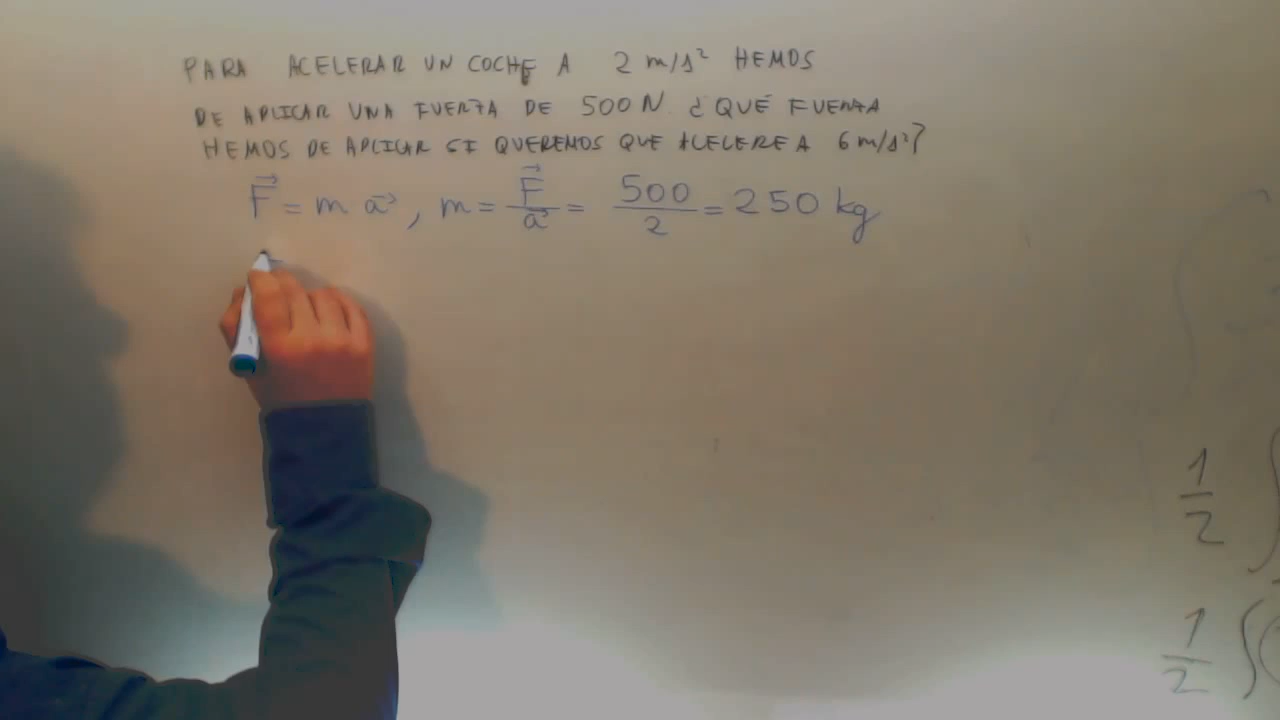 PARA ACELERAR UN COCHE A 2 m/s² HEMOS
DE APLICAR UNA FUERZA DE 500 N ¿QUÉ FUERZA
HEMOS DE APLICAR SI QUEREMOS QUE ACELERE A 6 m/s²?
F⃗ = m a⃗, m = F⃗/a⃗ = 500/2 = 250 kg
1/2
1/2 ∫